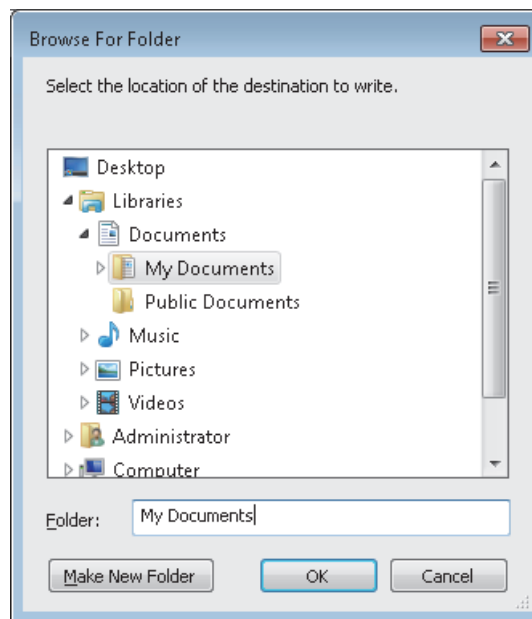 Browse For Folder
Select the location of the destination to write.
Desktop
Libraries
Documents
My Documents
Public Documents
Music
Pictures
Videos
Administrator
Computer
Folder: My Documents
Make New Folder OK Cancel